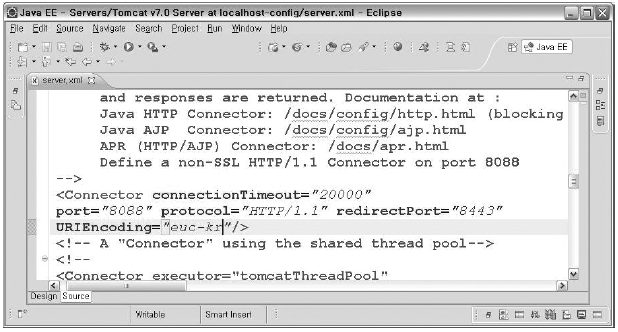 Java EE - Servers/Tomcat v7.0 Server at localhost-config/server.xml - Eclipse
File Edit Source Navigate Search Project Run Window Help
Java EE
server.xml
and responses are returned. Documentation at :
Java HTTP Connector: /docs/config/http.html (blocking
Java AJP  Connector: /docs/config/ajp.html
APR (HTTP/AJP) Connector: /docs/apr.html
Define a non-SSL HTTP/1.1 Connector on port 8088
-->
<Connector connectionTimeout="20000"
port="8088" protocol="HTTP/1.1" redirectPort="8443"
URIEncoding="euc-kr"/>
<!-- A "Connector" using the shared thread pool-->
<!--
<Connector executor="tomcatThreadPool"
Design Source
Writable Smart Insert